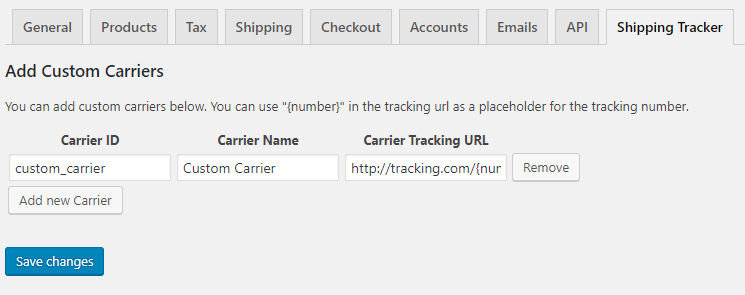 General Products Tax Shipping Checkout Accounts Emails API Shipping Tracker
Add Custom Carriers
You can add custom carriers below. You can use "{number}" in the tracking url as a placeholder for the tracking number.
Carrier ID Carrier Name Carrier Tracking URL
custom_carrier Custom Carrier http://tracking.com/{num Remove
Add new Carrier
Save changes